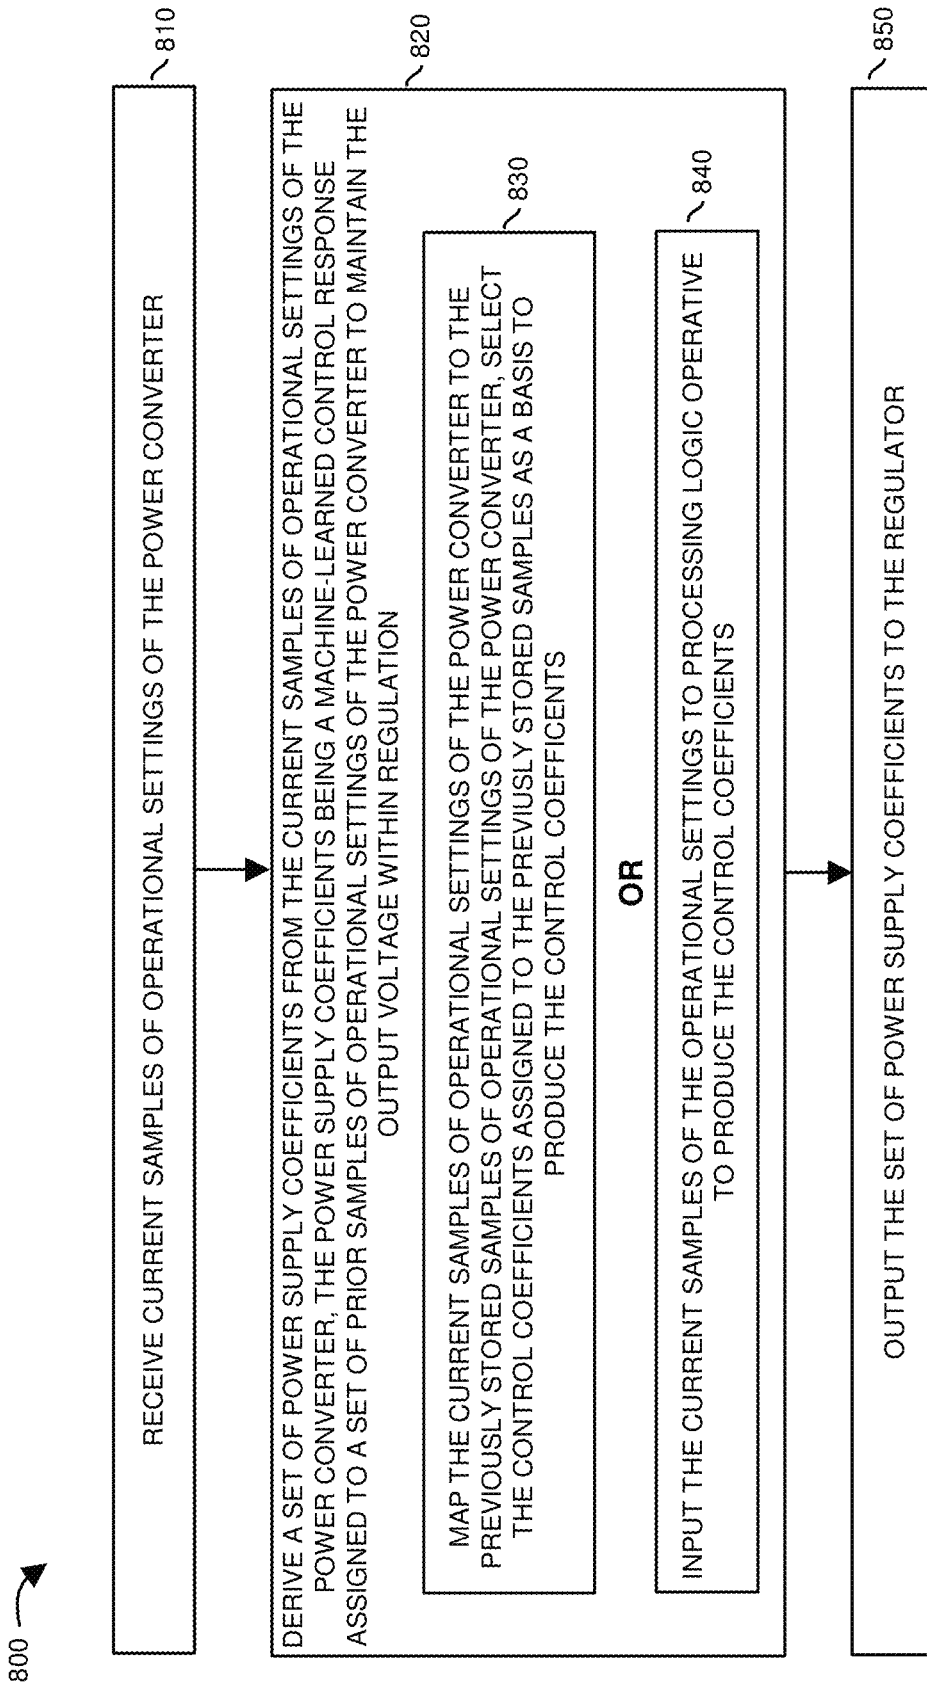 800
RECEIVE CURRENT SAMPLES OF OPERATIONAL SETTINGS OF THE POWER CONVERTER
810
DERIVE A SET OF POWER SUPPLY COEFFICIENTS FROM THE CURRENT SAMPLES OF OPERATIONAL SETTINGS OF THE
POWER CONVERTER, THE POWER SUPPLY COEFFICIENTS BEING A MACHINE-LEARNED CONTROL RESPONSE
ASSIGNED TO A SET OF PRIOR SAMPLES OF OPERATIONAL SETTINGS OF THE POWER CONVERTER TO MAINTAIN THE
OUTPUT VOLTAGE WITHIN REGULATION
820
MAP THE CURRENT SAMPLES OF OPERATIONAL SETTINGS OF THE POWER CONVERTER TO THE
PREVIOUSLY STORED SAMPLES OF OPERATIONAL SETTINGS OF THE POWER CONVERTER, SELECT
THE CONTROL COEFFICIENTS ASSIGNED TO THE PREVIUSLY STORED SAMPLES AS A BASIS TO
PRODUCE THE CONTROL COEFFICENTS
830
OR
INPUT THE CURRENT SAMPLES OF THE OPERATIONAL SETTINGS TO PROCESSING LOGIC OPERATIVE
TO PRODUCE THE CONTROL COEFFICIENTS
840
OUTPUT THE SET OF POWER SUPPLY COEFFICIENTS TO THE REGULATOR
850